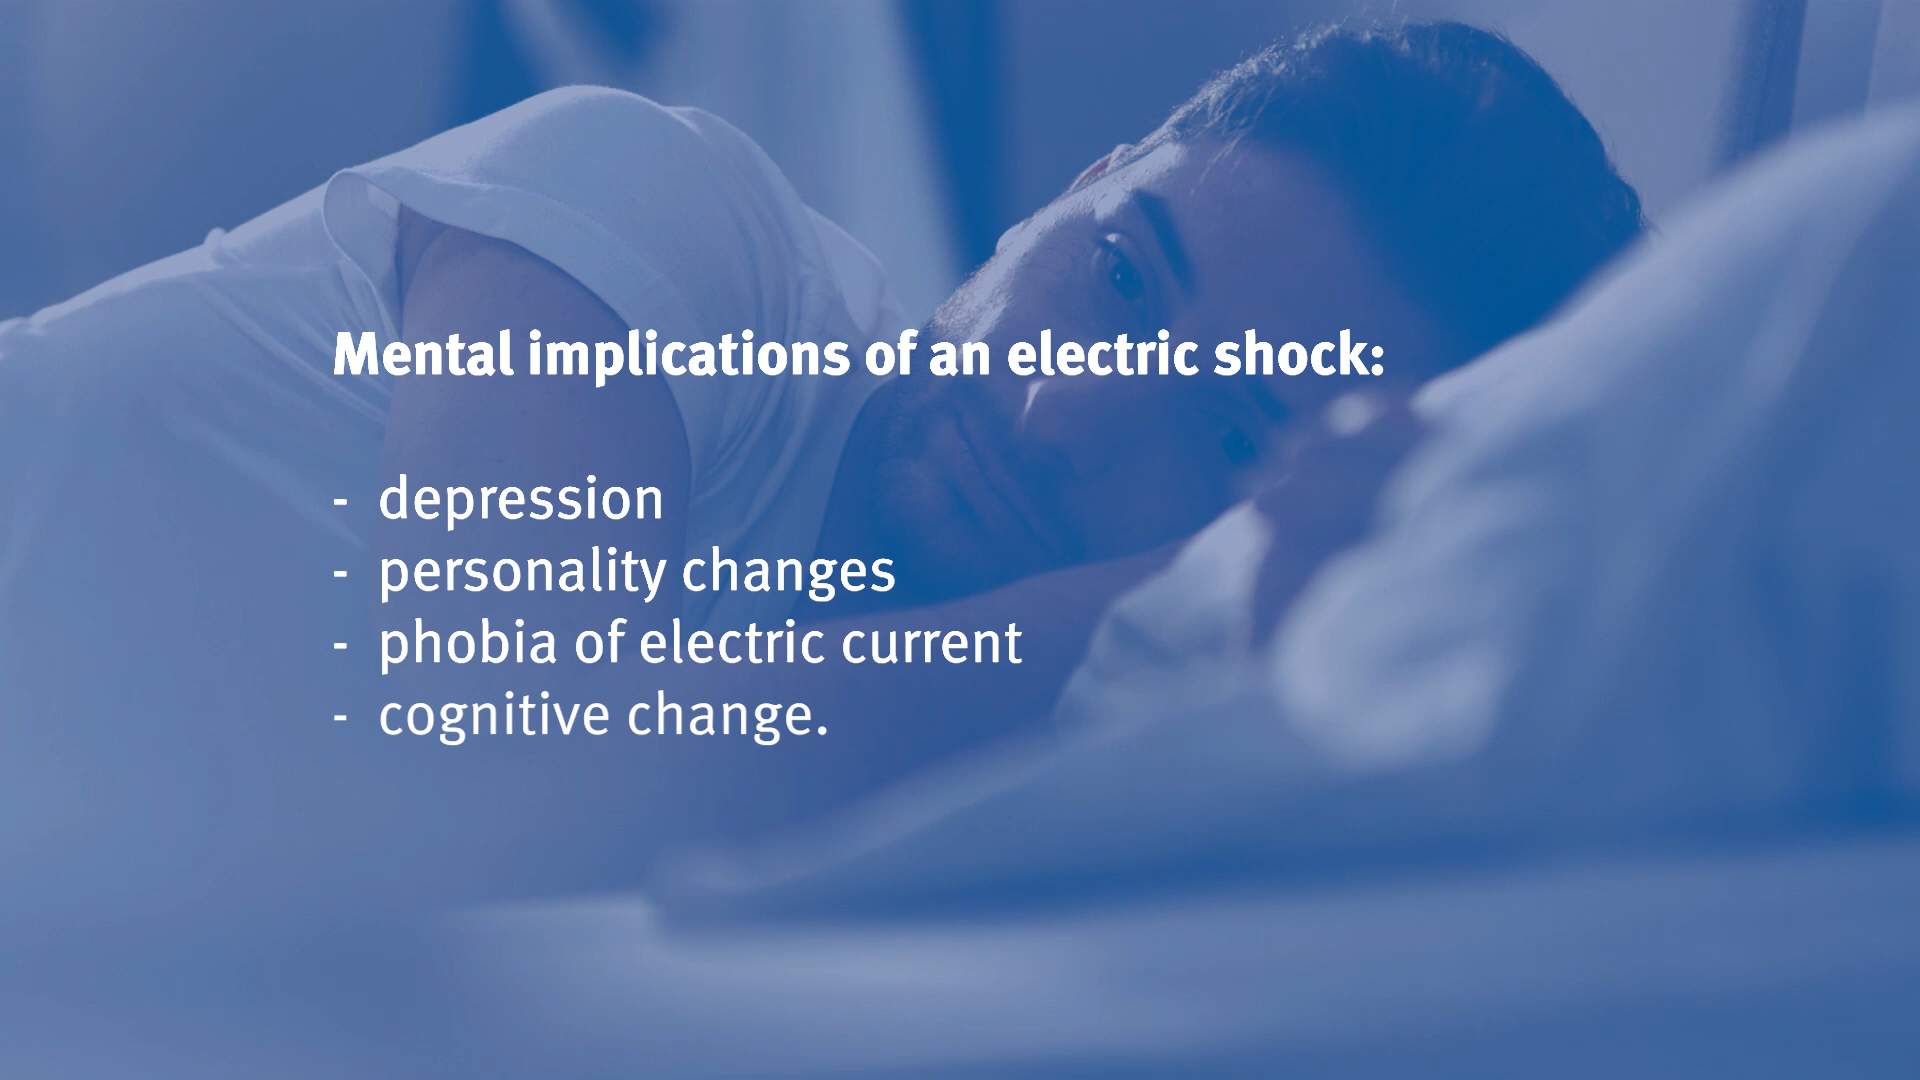 Mental implications of an electric shock:
- depression
- personality changes
- phobia of electric current
- cognitive change.